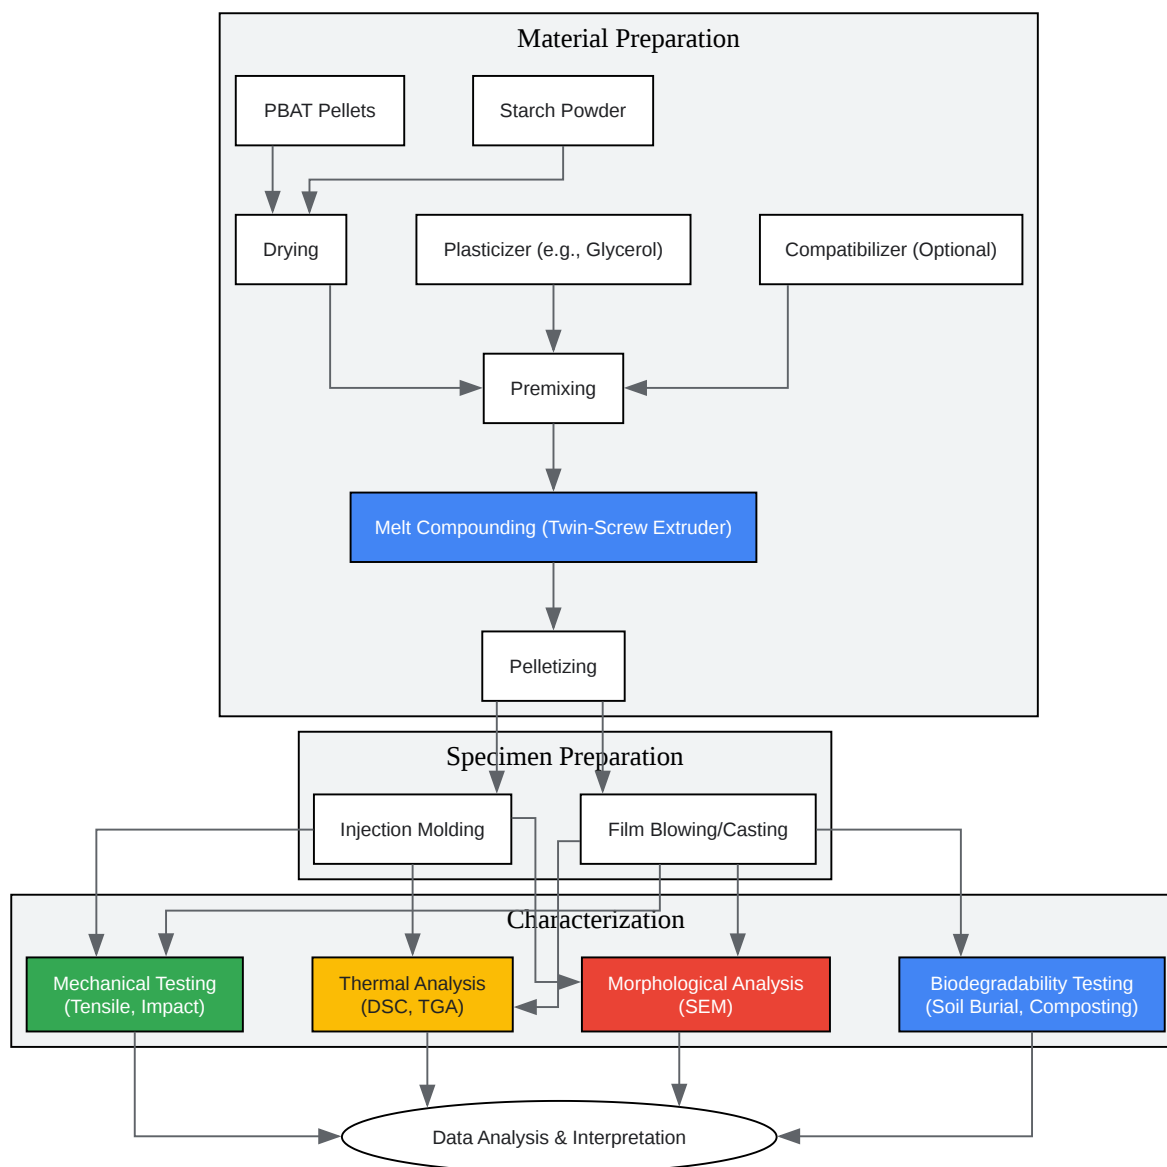 Material Preparation
PBAT Pellets
Starch Powder
Drying
Plasticizer (e.g., Glycerol)
Compatibilizer (Optional)
Premixing
Melt Compounding (Twin-Screw Extruder)
Pelletizing
Specimen Preparation
Injection Molding
Film Blowing/Casting
Characterization
Mechanical Testing
(Tensile, Impact)
Thermal Analysis
(DSC, TGA)
Morphological Analysis
(SEM)
Biodegradability Testing
(Soil Burial, Composting)
Data Analysis & Interpretation